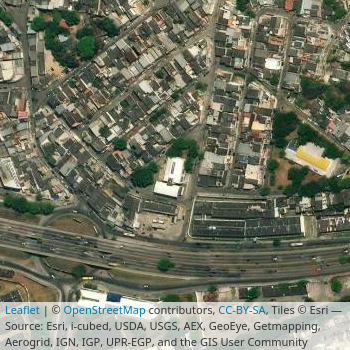 Leaflet | © OpenStreetMap contributors, CC-BY-SA, Tiles © Esri —
Source: Esri, i-cubed, USDA, USGS, AEX, GeoEye, Getmapping,
Aerogrid, IGN, IGP, UPR-EGP, and the GIS User Community